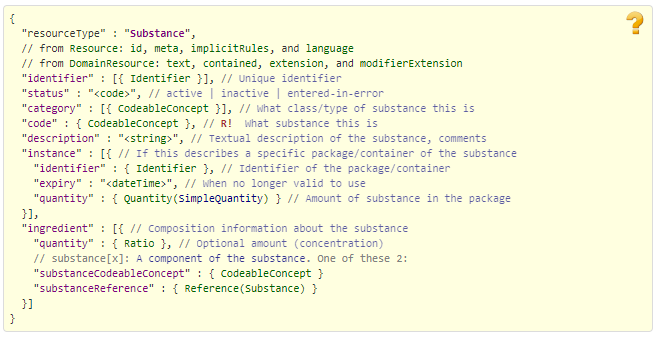 {
  "resourceType" : "Substance",
  // from Resource: id, meta, implicitRules, and language
  // from DomainResource: text, contained, extension, and modifierExtension
  "identifier" : [{ Identifier }], // Unique identifier
  "status" : "<code>", // active | inactive | entered-in-error
  "category" : [{ CodeableConcept }], // What class/type of substance this is
  "code" : { CodeableConcept }, // R!  What substance this is
  "description" : "<string>", // Textual description of the substance, comments
  "instance" : [{ // If this describes a specific package/container of the substance
    "identifier" : { Identifier }, // Identifier of the package/container
    "expiry" : "<dateTime>", // When no longer valid to use
    "quantity" : { Quantity(SimpleQuantity) } // Amount of substance in the package
  }],
  "ingredient" : [{ // Composition information about the substance
    "quantity" : { Ratio }, // Optional amount (concentration)
    // substance[x]: A component of the substance. One of these 2:
    "substanceCodeableConcept" : { CodeableConcept }
    "substanceReference" : { Reference(Substance) }
  }]
}